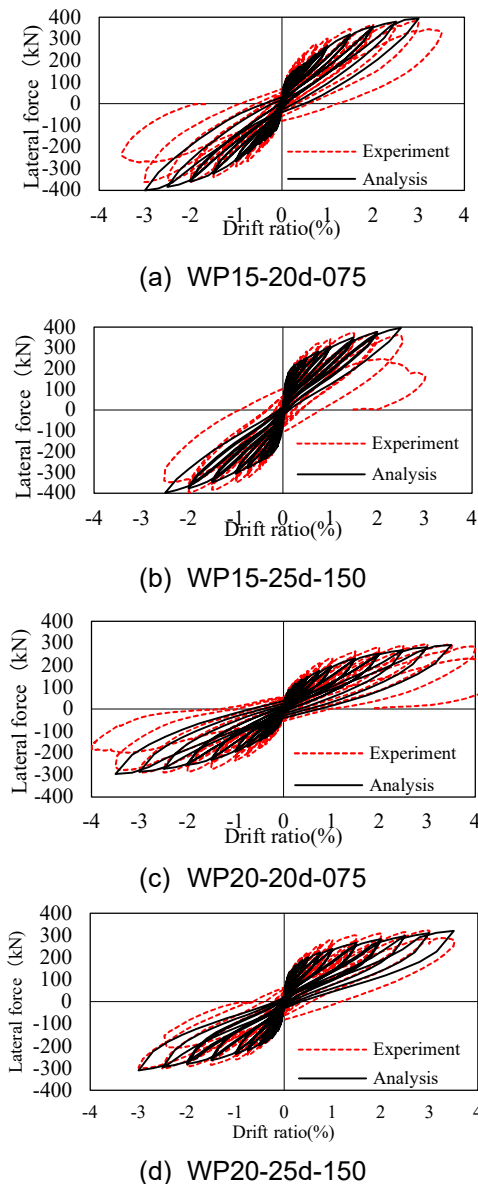 400
300
200
100
0
-100
-200
-300
-400
Lateral force (kN)
Experiment
Analysis
-4 -3 -2 -1 0 1 2 3 4
Drift ratio(%)
(a) WP15-20d-075
400
300
200
100
0
-100
-200
-300
-400
Lateral force (kN)
Experiment
Analysis
-4 -3 -2 -1 0 1 2 3 4
Drift ratio(%)
(b) WP15-25d-150
400
300
200
100
0
-100
-200
-300
-400
Lateral force (kN)
Experiment
Analysis
-4 -3 -2 -1 0 1 2 3 4
Drift ratio(%)
(c) WP20-20d-075
400
300
200
100
0
-100
-200
-300
-400
Lateral force (kN)
Experiment
Analysis
-4 -3 -2 -1 0 1 2 3 4
Drift ratio(%)
(d) WP20-25d-150